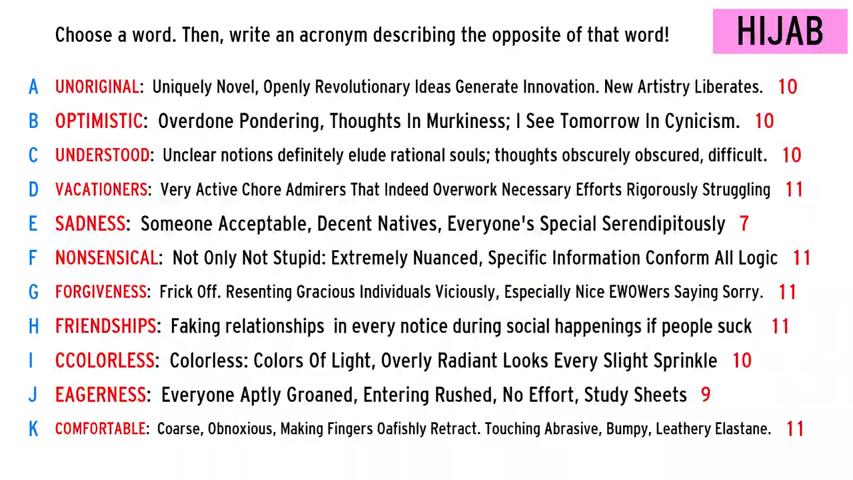 Choose a word. Then, write an acronym describing the opposite of that word! HIJAB
A UNORIGINAL: Uniquely Novel, Openly Revolutionary Ideas Generate Innovation. New Artistry Liberates. 10
B OPTIMISTIC: Overdone Pondering, Thoughts In Murkiness; I See Tomorrow In Cynicism. 10
C UNDERSTOOD: Unclear notions definitely elude rational souls; thoughts obscurely obscured, difficult. 10
D VACATIONERS: Very Active Chore Admirers That Indeed Overwork Necessary Efforts Rigorously Struggling 11
E SADNESS: Someone Acceptable, Decent Natives, Everyone's Special Serendipitously 7
F NONSENSICAL: Not Only Not Stupid: Extremely Nuanced, Specific Information Conform All Logic 11
G FORGIVENESS: Frick Off. Resenting Gracious Individuals Viciously, Especially Nice EWOWers Saying Sorry. 11
H FRIENDSHIPS: Faking relationships in every notice during social happenings if people suck 11
I CCOLORLESS: Colorless: Colors Of Light, Overly Radiant Looks Every Slight Sprinkle 10
J EAGERNESS: Everyone Aptly Groaned, Entering Rushed, No Effort, Study Sheets 9
K COMFORTABLE: Coarse, Obnoxious, Making Fingers Oafishly Retract. Touching Abrasive, Bumpy, Leathery Elastane. 11